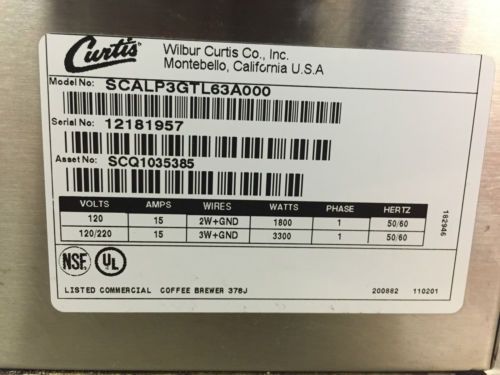 Curtis
Wilbur Curtis Co., Inc.
Montebello, California U.S.A
Model No: SCALP3GTL63A000
Serial No: 12181957
Asset No: SCQ1035385
VOLTS AMPS WIRES WATTS PHASE HERTZ
120 15 2W+GND 1800 1 50/60
120/220 15 3W+GND 3300 1 50/60
182946
NSF UL
LISTED COMMERCIAL COFFEE BREWER 378J 200882 110201